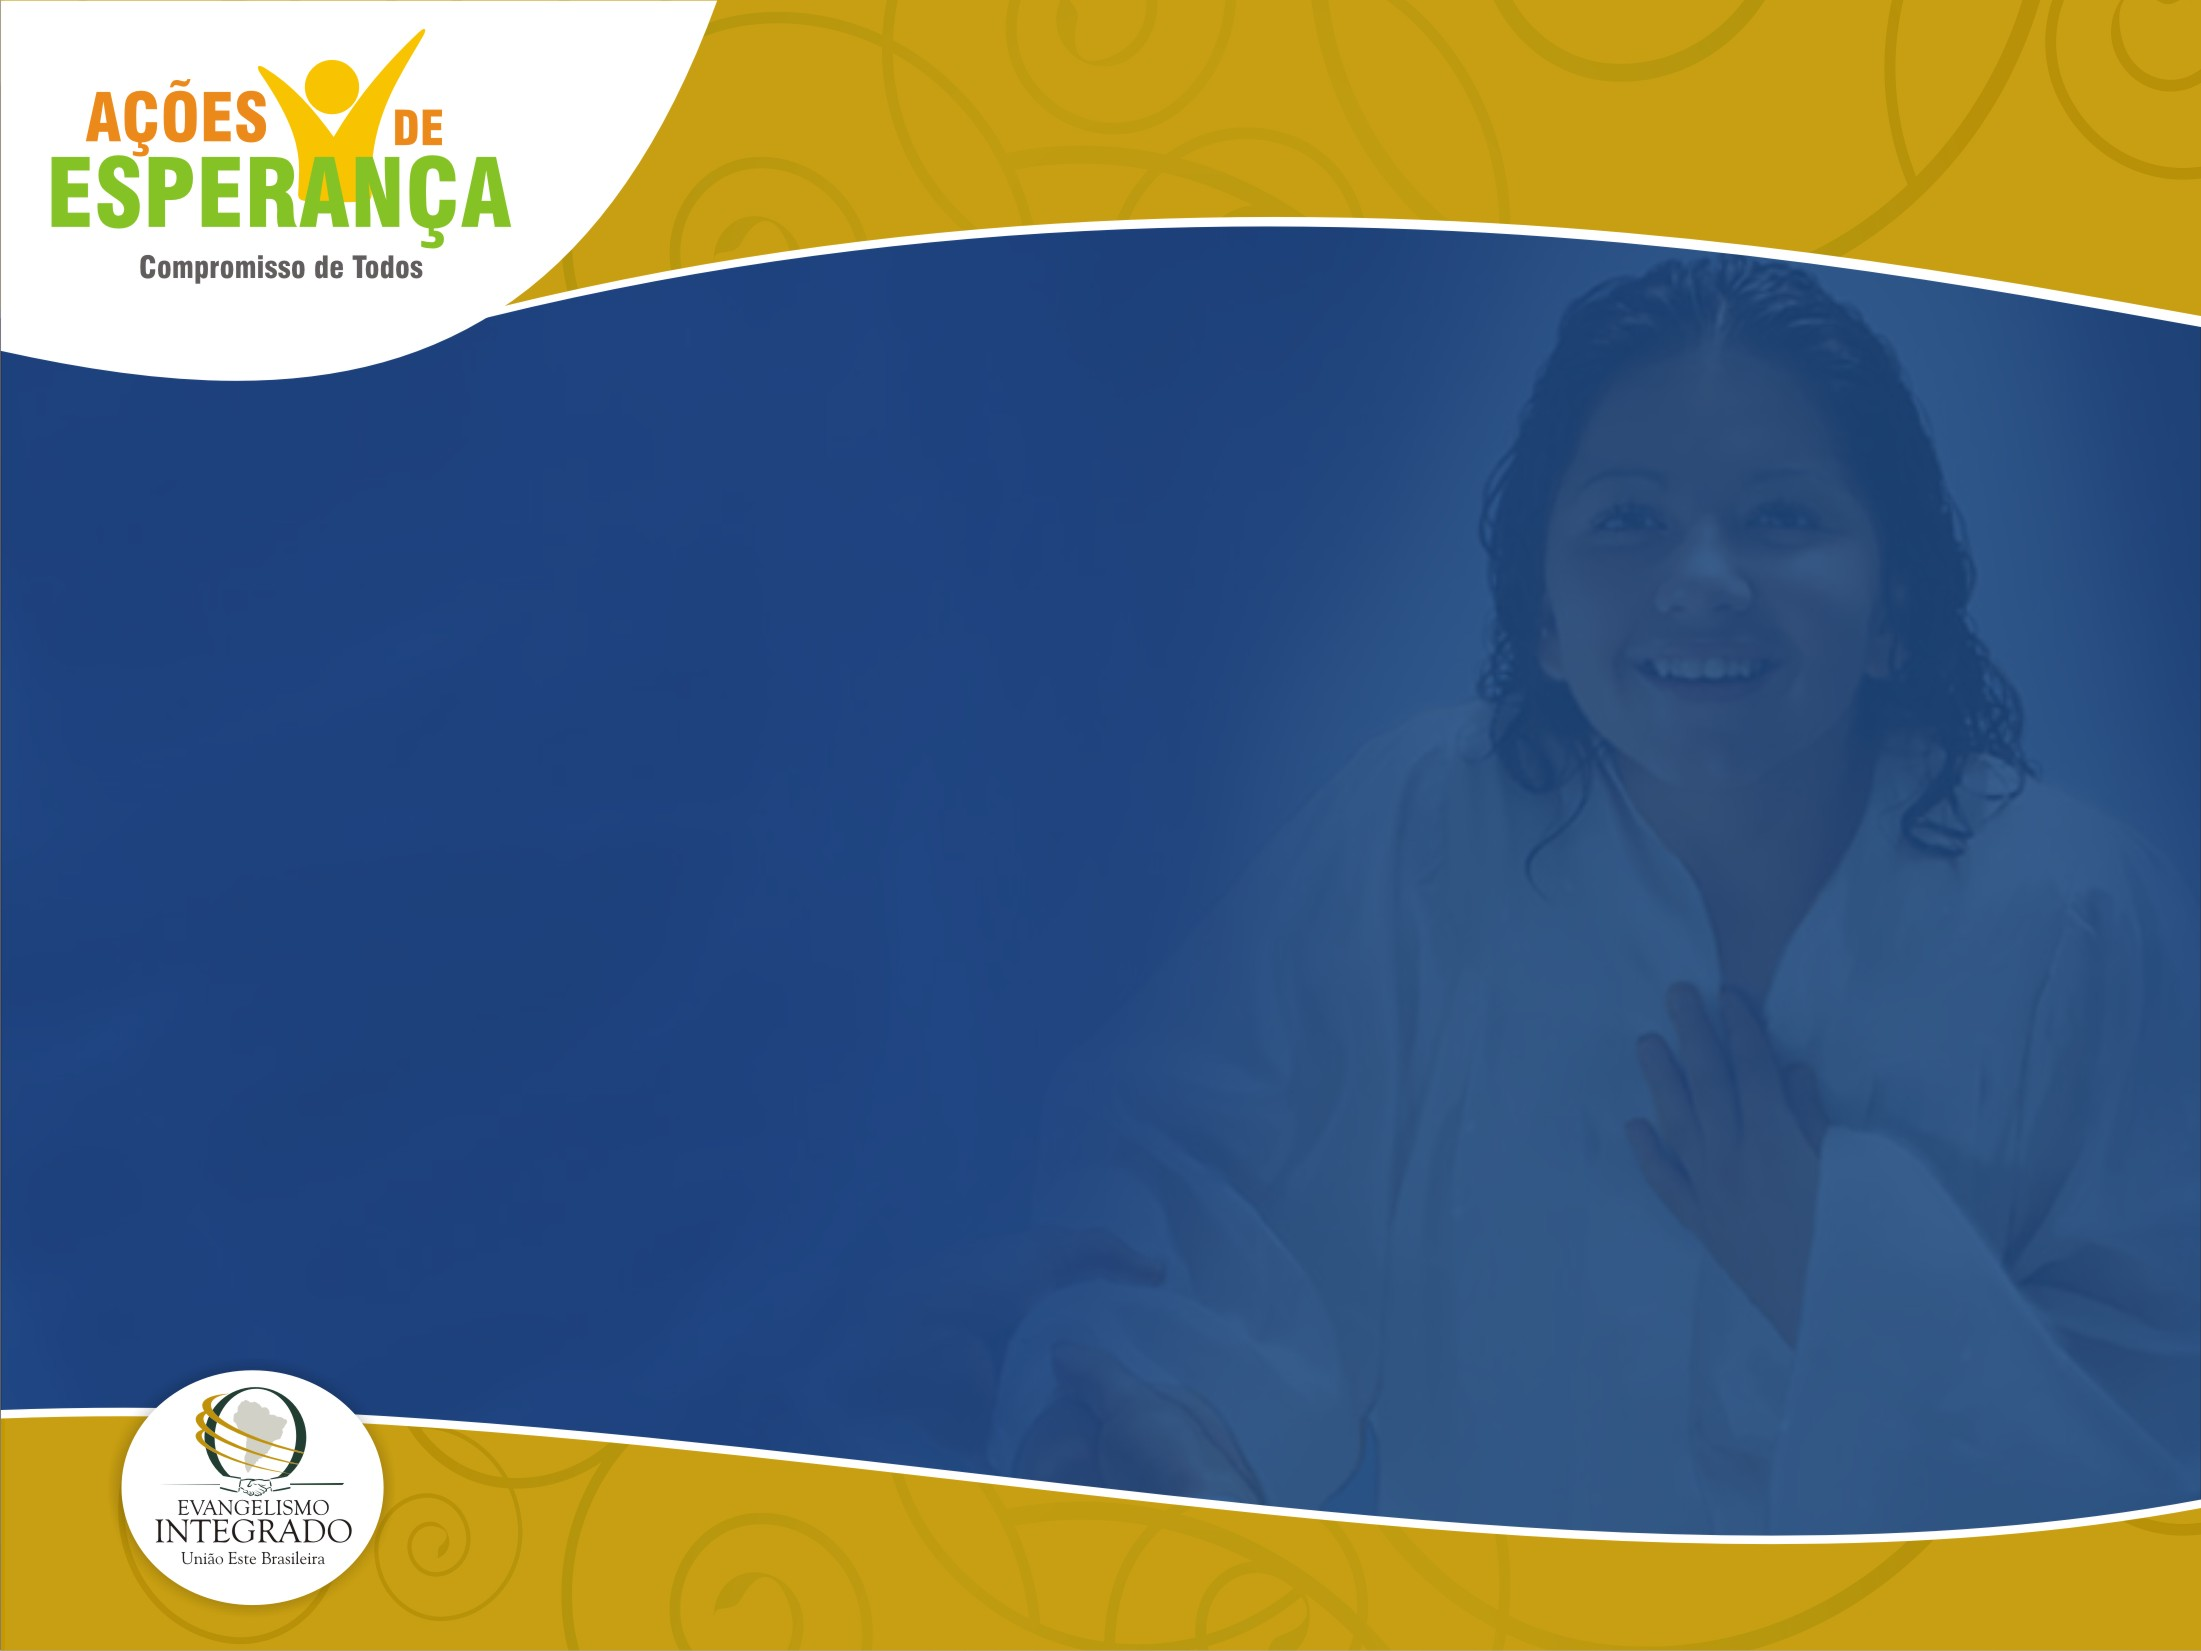 AÇÕES DE
ESPERANÇA
Compromisso de Todos
EVANGELISMO
INTEGRADO
União Este Brasileira